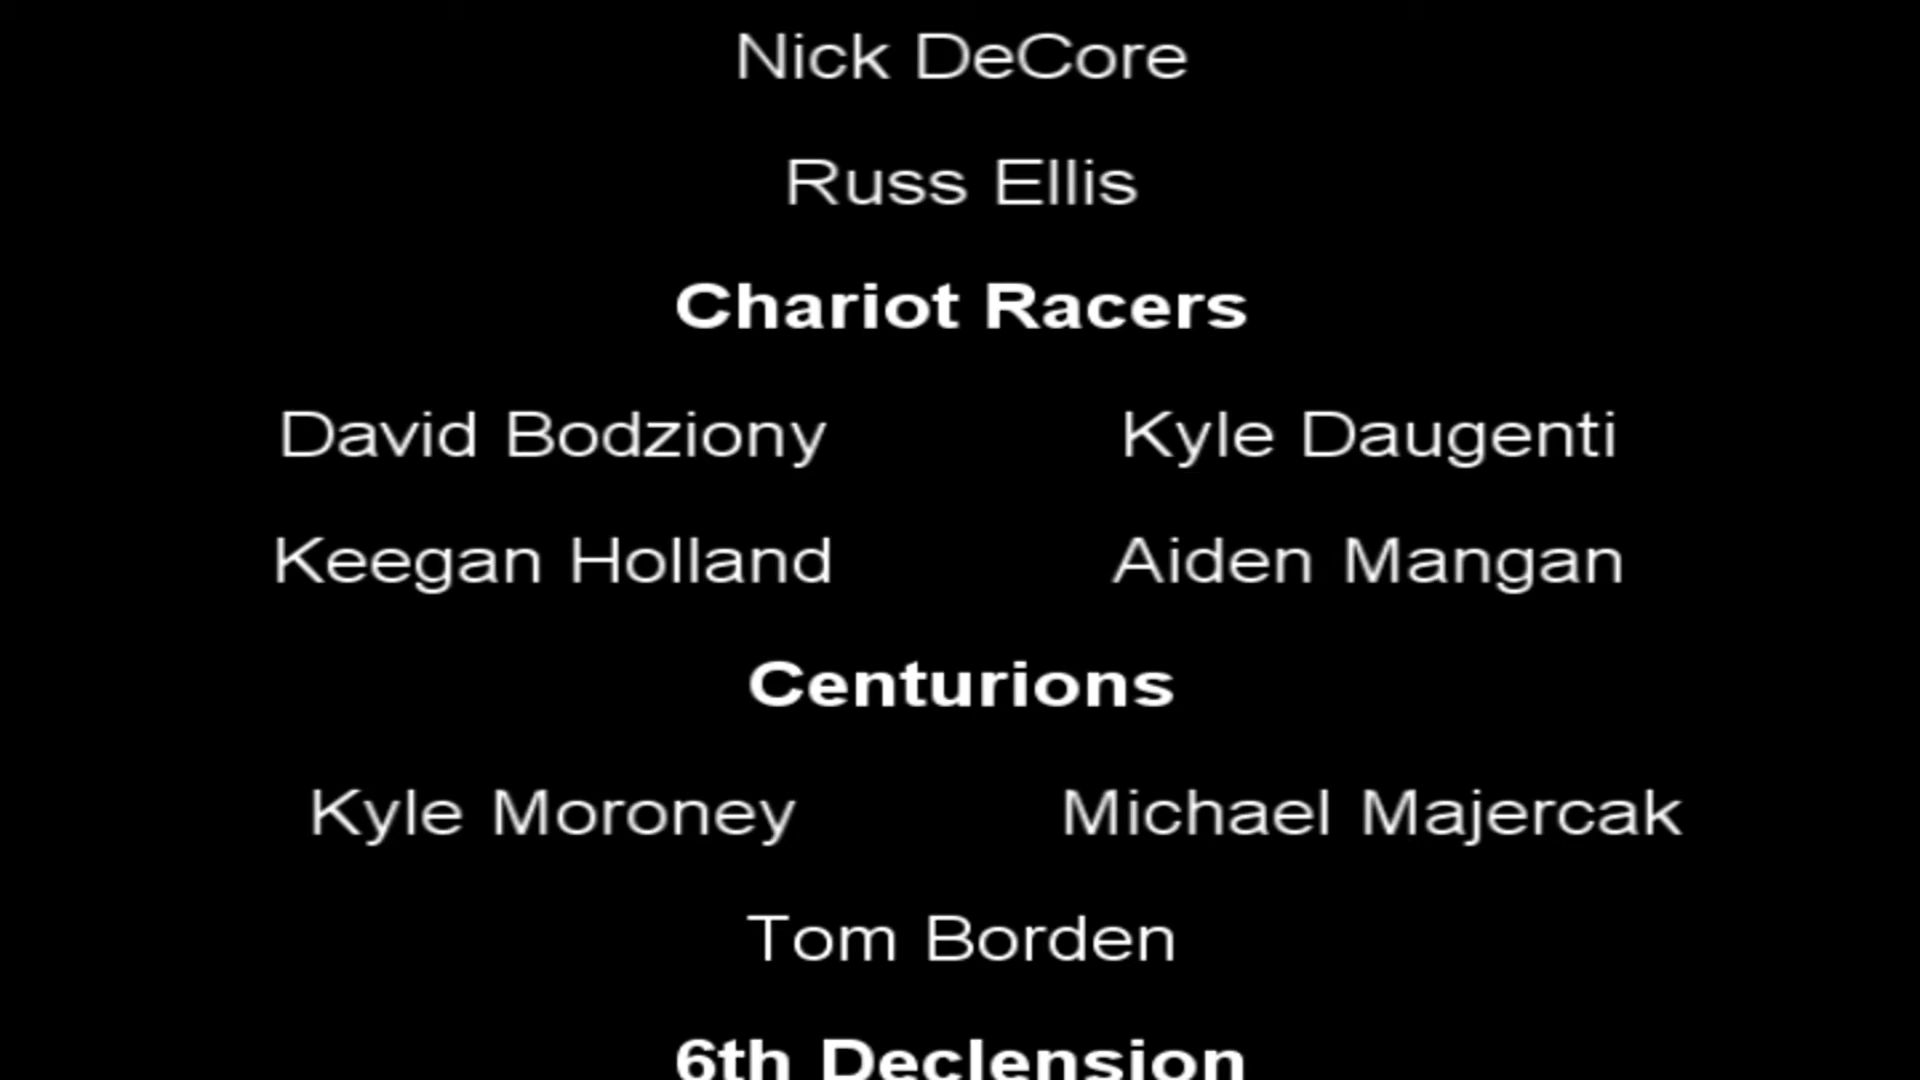 Nick DeCore
Russ Ellis
Chariot Racers
David Bodziony Kyle Daugenti
Keegan Holland Aiden Mangan
Centurions
Kyle Moroney Michael Majercak
Tom Borden
6th Declension